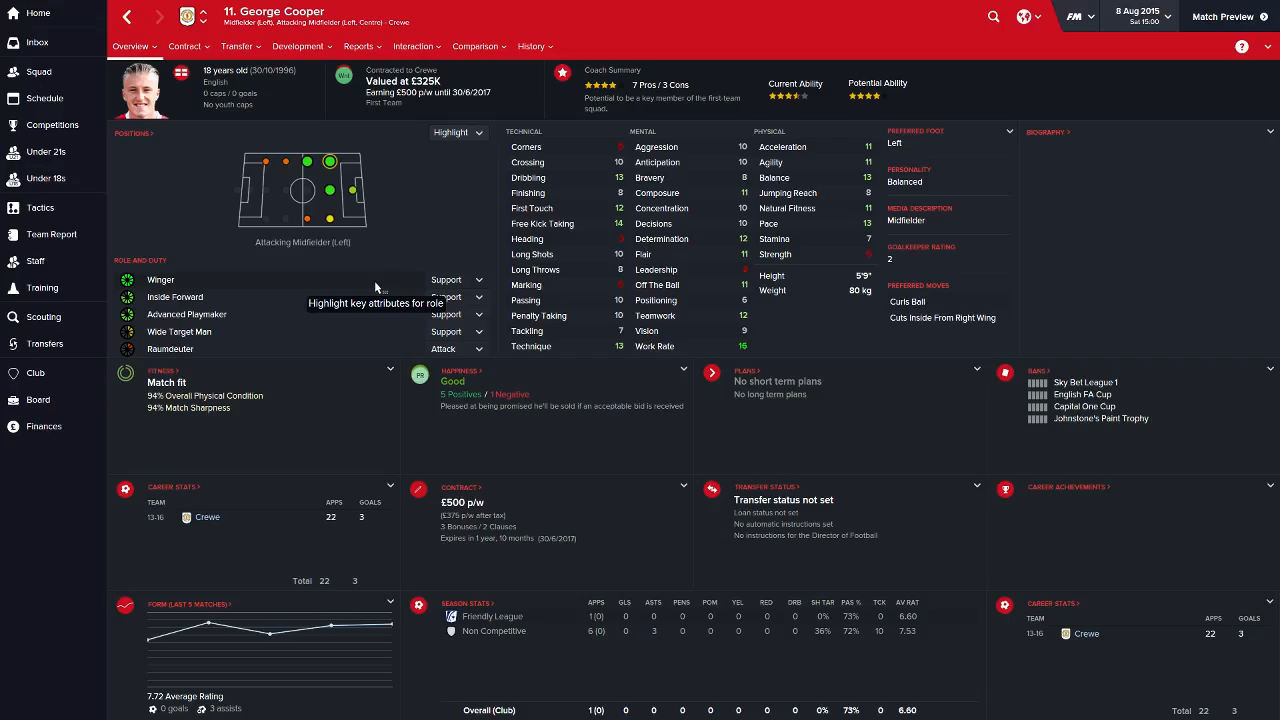 Home
Inbox
Squad
Schedule
Competitions
Under 21s
Under 18s
Tactics
Team Report
Staff
Training
Scouting
Transfers
Club
Board
Finances
11. George Cooper
Midfielder (Left), Attacking Midfielder (Left, Centre) - Crewe
FM
8 Aug 2015
Sat 15:00
Match Preview
Overview Contract Transfer Development Reports Interaction Comparison History
?
18 years old (30/10/1996)
English
0 caps / 0 goals
No youth caps
Wnt
Contracted to Crewe
Valued at £325K
Earning £500 p/w until 30/6/2017
First Team
Coach Summary
7 Pros / 3 Cons
Potential to be a key member of the first-team
squad.
Current Ability
Potential Ability
POSITIONS >
Highlight
Attacking Midfielder (Left)
ROLE AND DUTY
Winger Support
Inside Forward Support
Highlight key attributes for role
Advanced Playmaker Support
Wide Target Man Support
Raumdeuter Attack
TECHNICAL
Corners 5
Crossing 10
Dribbling 13
Finishing 8
First Touch 12
Free Kick Taking 14
Heading 3
Long Shots 10
Long Throws 8
Marking 5
Passing 10
Penalty Taking 10
Tackling 7
Technique 13
MENTAL
Aggression 10
Anticipation 10
Bravery 8
Composure 11
Concentration 10
Decisions 10
Determination 12
Flair 11
Leadership 2
Off The Ball 11
Positioning 6
Teamwork 12
Vision 9
Work Rate 16
PHYSICAL
Acceleration 11
Agility 11
Balance 13
Jumping Reach 8
Natural Fitness 11
Pace 13
Stamina 7
Strength
Height 5'9"
Weight 80 kg
PREFERRED FOOT
Left
PERSONALITY
Balanced
MEDIA DESCRIPTION
Midfielder
GOALKEEPER RATING
2
PREFERRED MOVES
Curls Ball
Cuts Inside From Right Wing
BIOGRAPHY >
FITNESS >
Match fit
94% Overall Physical Condition
94% Match Sharpness
PR
HAPPINESS >
Good
5 Positives / 1 Negative
Pleased at being promised he'll be sold if an acceptable bid is received
PLANS >
No short term plans
No long term plans
BANS >
Sky Bet League 1
English FA Cup
Capital One Cup
Johnstone's Paint Trophy
CAREER STATS >
TEAM APPS GOALS
13-16 Crewe 22 3
Total 22 3
CONTRACT >
£500 p/w
(£375 p/w after tax)
3 Bonuses / 2 Clauses
Expires in 1 year, 10 months (30/6/2017)
TRANSFER STATUS >
Transfer status not set
Loan status not set
No automatic instructions set
No instructions for the Director of Football
CAREER ACHIEVEMENTS >
FORM (LAST 5 MATCHES) >
7.72 Average Rating
0 goals 3 assists
SEASON STATS > APPS GLS ASTS PENS POM YEL RED DRB SH TAR PAS % TCK AV RAT
Friendly League 1 (0) 0 0 0 0 0 0 0 0% 73% 0 6.60
Non Competitive 6 (0) 0 3 0 0 0 0 0 36% 72% 10 7.53
Overall (Club) 1 (0) 0 0 0 0 0 0 0 0% 73% 0 6.60
CAREER STATS >
TEAM APPS GOALS
13-16 Crewe 22 3
Total 22 3